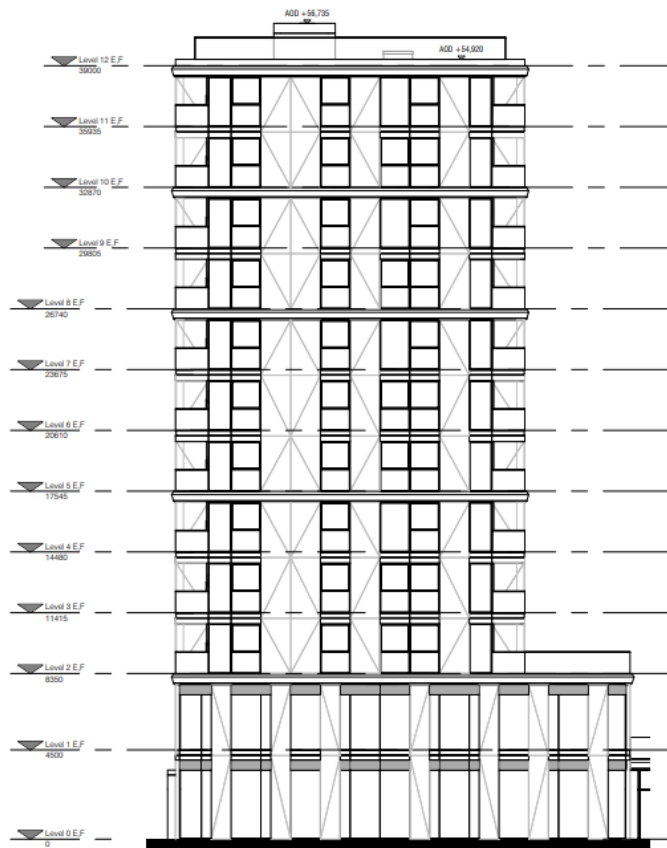 AOD +56,735
AOD +54,920
Level 12 E,F
39000
Level 11 E,F
35935
Level 10 E,F
32870
Level 9 E,F
29805
Level 8 E,F
26740
Level 7 E,F
23675
Level 6 E,F
20610
Level 5 E,F
17545
Level 4 E,F
14480
Level 3 E,F
11415
Level 2 E,F
8350
Level 1 E,F
4500
Level 0 E,F
0